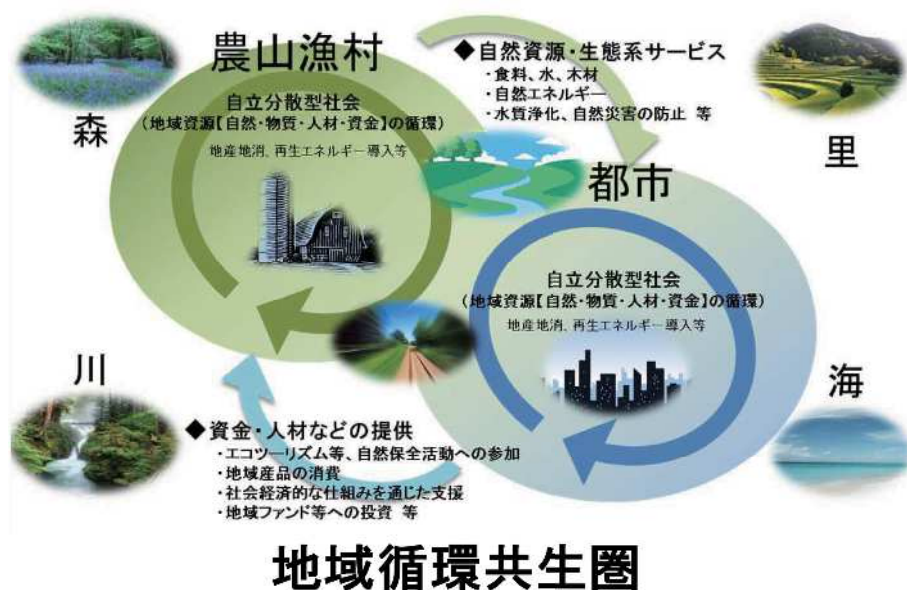 農山漁村
森
自立分散型社会
(地域資源【自然・物質・人材・資金】の循環)
地産地消、再生エネルギー導入等
◆自然資源・生態系サービス
・食料、水、木材
・自然エネルギー
・水質浄化、自然災害の防止 等
里
都市
自立分散型社会
(地域資源【自然・物質・人材・資金】の循環)
地産地消、再生エネルギー導入等
川
海
◆資金・人材などの提供
・エコツーリズム等、自然保全活動への参加
・地域産品の消費
・社会経済的な仕組みを通じた支援
・地域ファンド等への投資 等
地域循環共生圏